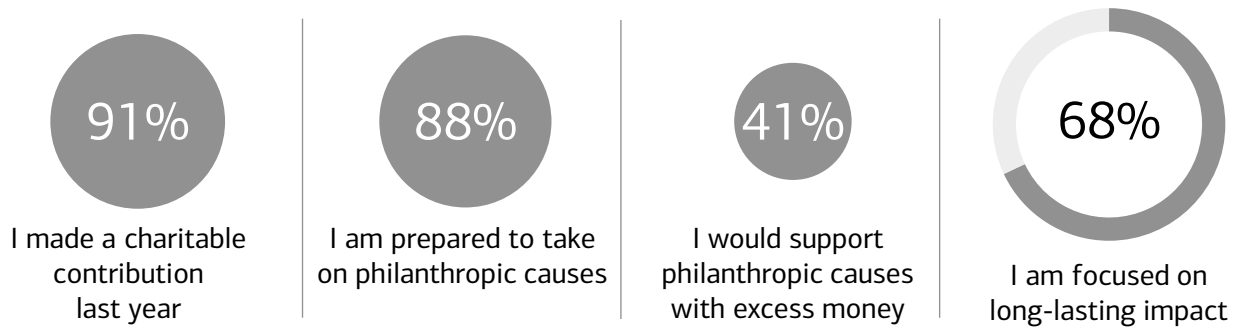 91%
I made a charitable
contribution
last year
88%
I am prepared to take
on philanthropic causes
41%
I would support
philanthropic causes
with excess money
68%
I am focused on
long-lasting impact